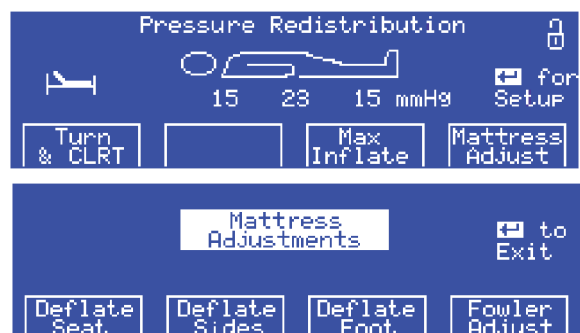 Pressure Redistribution
15 23 15 mmHg
↵ for
Setup
Turn
& CLRT
Max
Inflate
Mattress
Adjust
Mattress
Adjustments
↵ to
Exit
Deflate
Seat
Deflate
Sides
Deflate
Foot
Fowler
Adjust